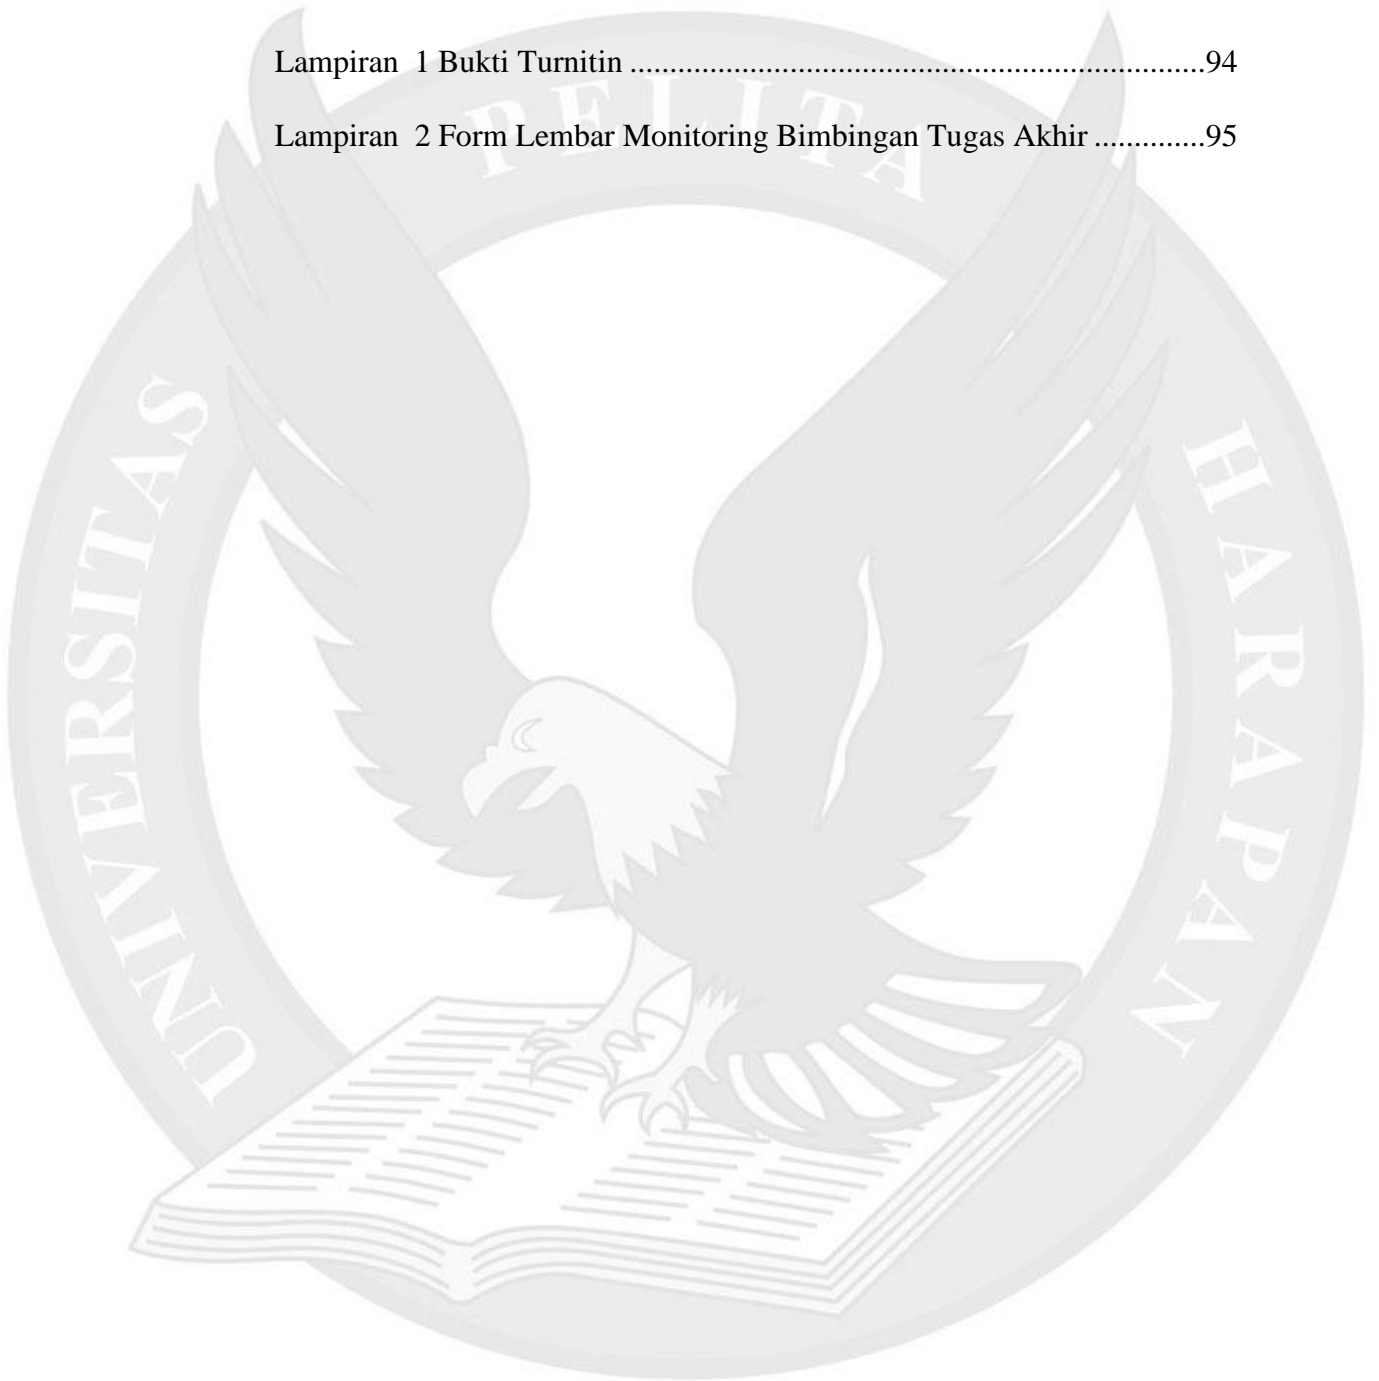 Lampiran  1 Bukti Turnitin ........................................................................94
Lampiran  2 Form Lembar Monitoring Bimbingan Tugas Akhir ..............95
UNIVERSITAS PELITA HARAPAN